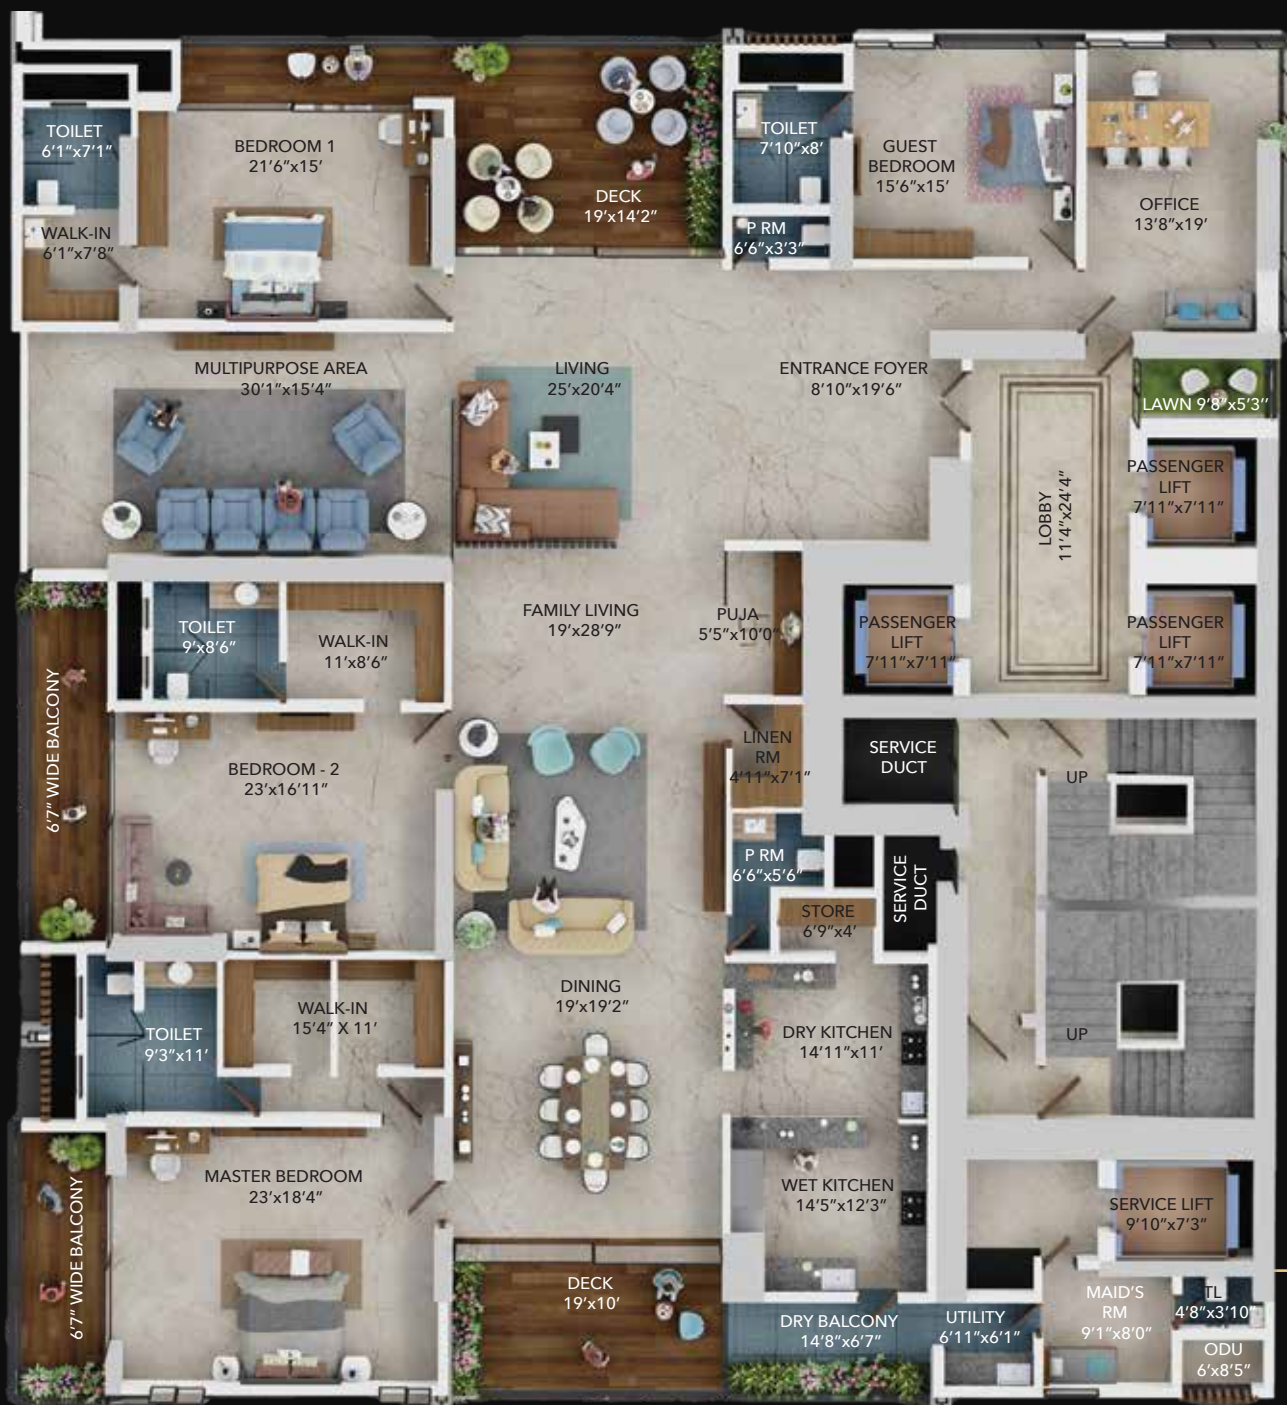 TOILET
6'1"x7'1"
BEDROOM 1
21'6"x15'
WALK-IN
6'1"x7'8"
DECK
19'x14'2"
TOILET
7'10"x8'
P RM
6'6"x3'3"
GUEST
BEDROOM
15'6"x15'
OFFICE
13'8"x19'
MULTIPURPOSE AREA
30'1"x15'4"
LIVING
25'x20'4"
ENTRANCE FOYER
8'10"x19'6"
LAWN 9'8"x5'3''
LOBBY
11'4"x24'4"
PASSENGER
LIFT
7'11"x7'11"
TOILET
9'x8'6"
WALK-IN
11'x8'6"
FAMILY LIVING
19'x28'9"
PUJA
5'5"x10'0"
PASSENGER
LIFT
7'11"x7'11"
PASSENGER
LIFT
7'11"x7'11"
6'7" WIDE BALCONY
BEDROOM - 2
23'x16'11"
LINEN
RM
4'11"x7'1"
SERVICE
DUCT
UP
P RM
6'6"x5'6"
SERVICE
DUCT
STORE
6'9"x4'
TOILET
9'3"x11'
WALK-IN
15'4" X 11'
DINING
19'x19'2"
DRY KITCHEN
14'11"x11'
UP
MASTER BEDROOM
23'x18'4"
6'7" WIDE BALCONY
WET KITCHEN
14'5"x12'3"
SERVICE LIFT
9'10"x7'3"
DECK
19'x10'
DRY BALCONY
14'8"x6'7"
UTILITY
6'11"x6'1"
MAID'S
RM
9'1"x8'0"
TL
4'8"x3'10"
ODU
6'x8'5"